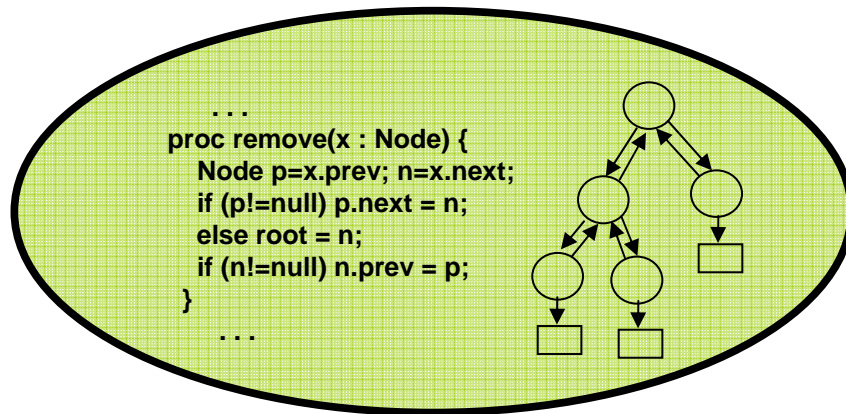 . . .
proc remove(x : Node) {
Node p=x.prev; n=x.next;
if (p!=null) p.next = n;
else root = n;
if (n!=null) n.prev = p;
}
. . .